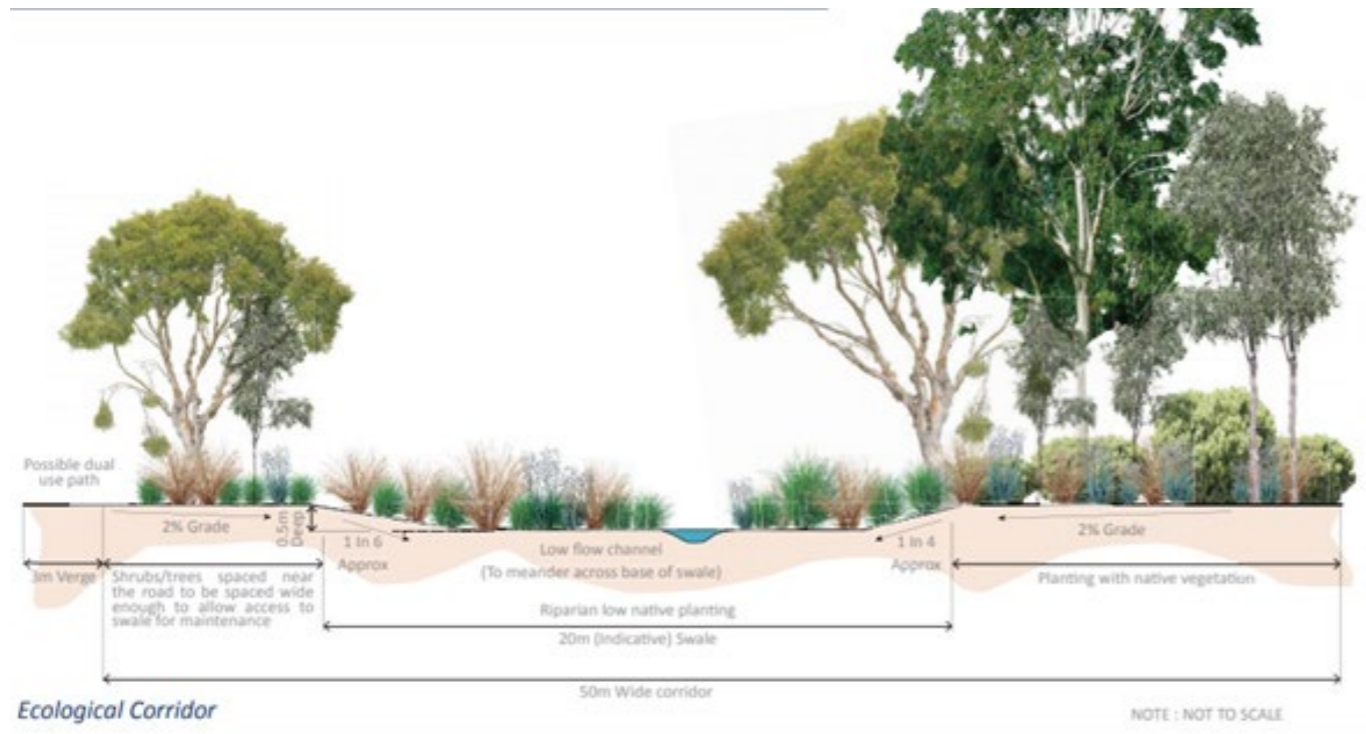 Possible dual
use path
2% Grade
0.5m
Deep
1 In 6
Approx
Low flow channel
(To meander across base of swale)
1 In 4
Approx
2% Grade
3m Verge
Shrubs/trees spaced near
the road to be spaced wide
enough to allow access to
swale for maintenance
Riparian low native planting
Planting with native vegetation
20m (Indicative) Swale
50m Wide corridor
Ecological Corridor
NOTE : NOT TO SCALE